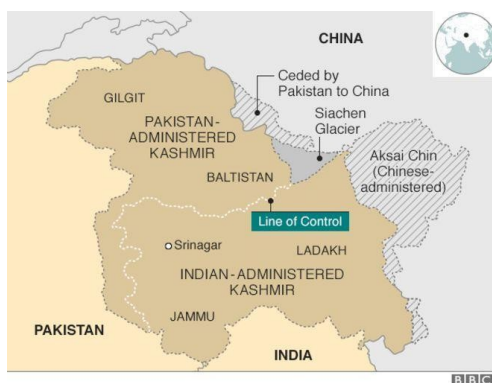 CHINA
Ceded by
Pakistan to China
GILGIT
Siachen
Glacier
PAKISTAN-
ADMINISTERED
KASHMIR
Aksai Chin
(Chinese-
administered)
BALTISTAN
Line of Control
Srinagar
LADAKH
INDIAN-ADMINISTERED
KASHMIR
JAMMU
PAKISTAN
INDIA
BBC